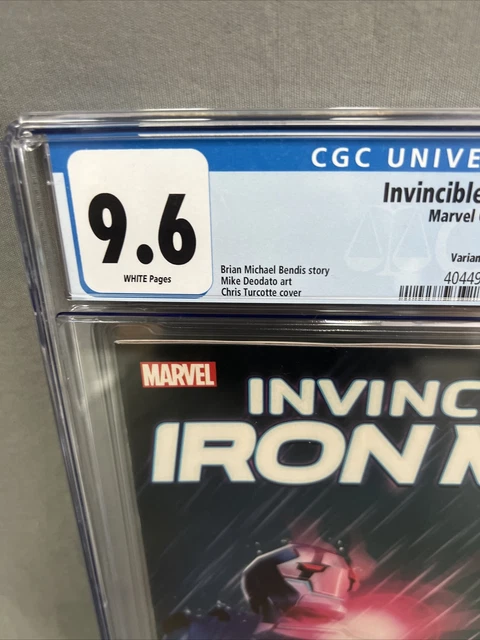 CGC UNIVE
9.6
WHITE Pages
Invincible
Marvel
Varian
Brian Michael Bendis story
Mike Deodato art
Chris Turcotte cover
40449
MARVEL
INVINC
IRON M